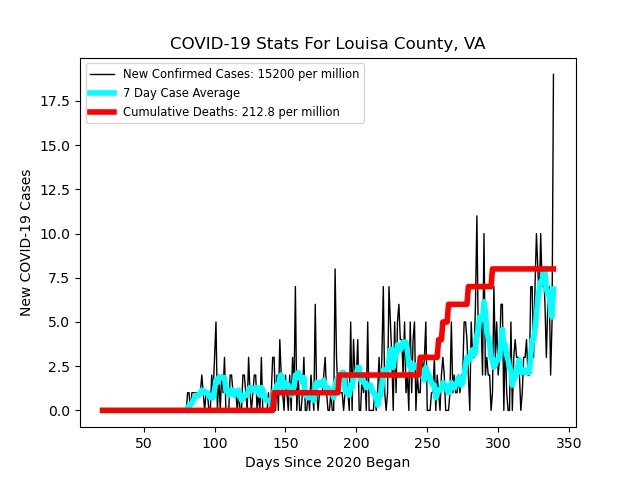 COVID-19 Stats For Louisa County, VA
New Confirmed Cases: 15200 per million
7 Day Case Average
Cumulative Deaths: 212.8 per million
New COVID-19 Cases
17.5
15.0
12.5
10.0
7.5
5.0
2.5
0.0
50 100 150 200 250 300 350
Days Since 2020 Began